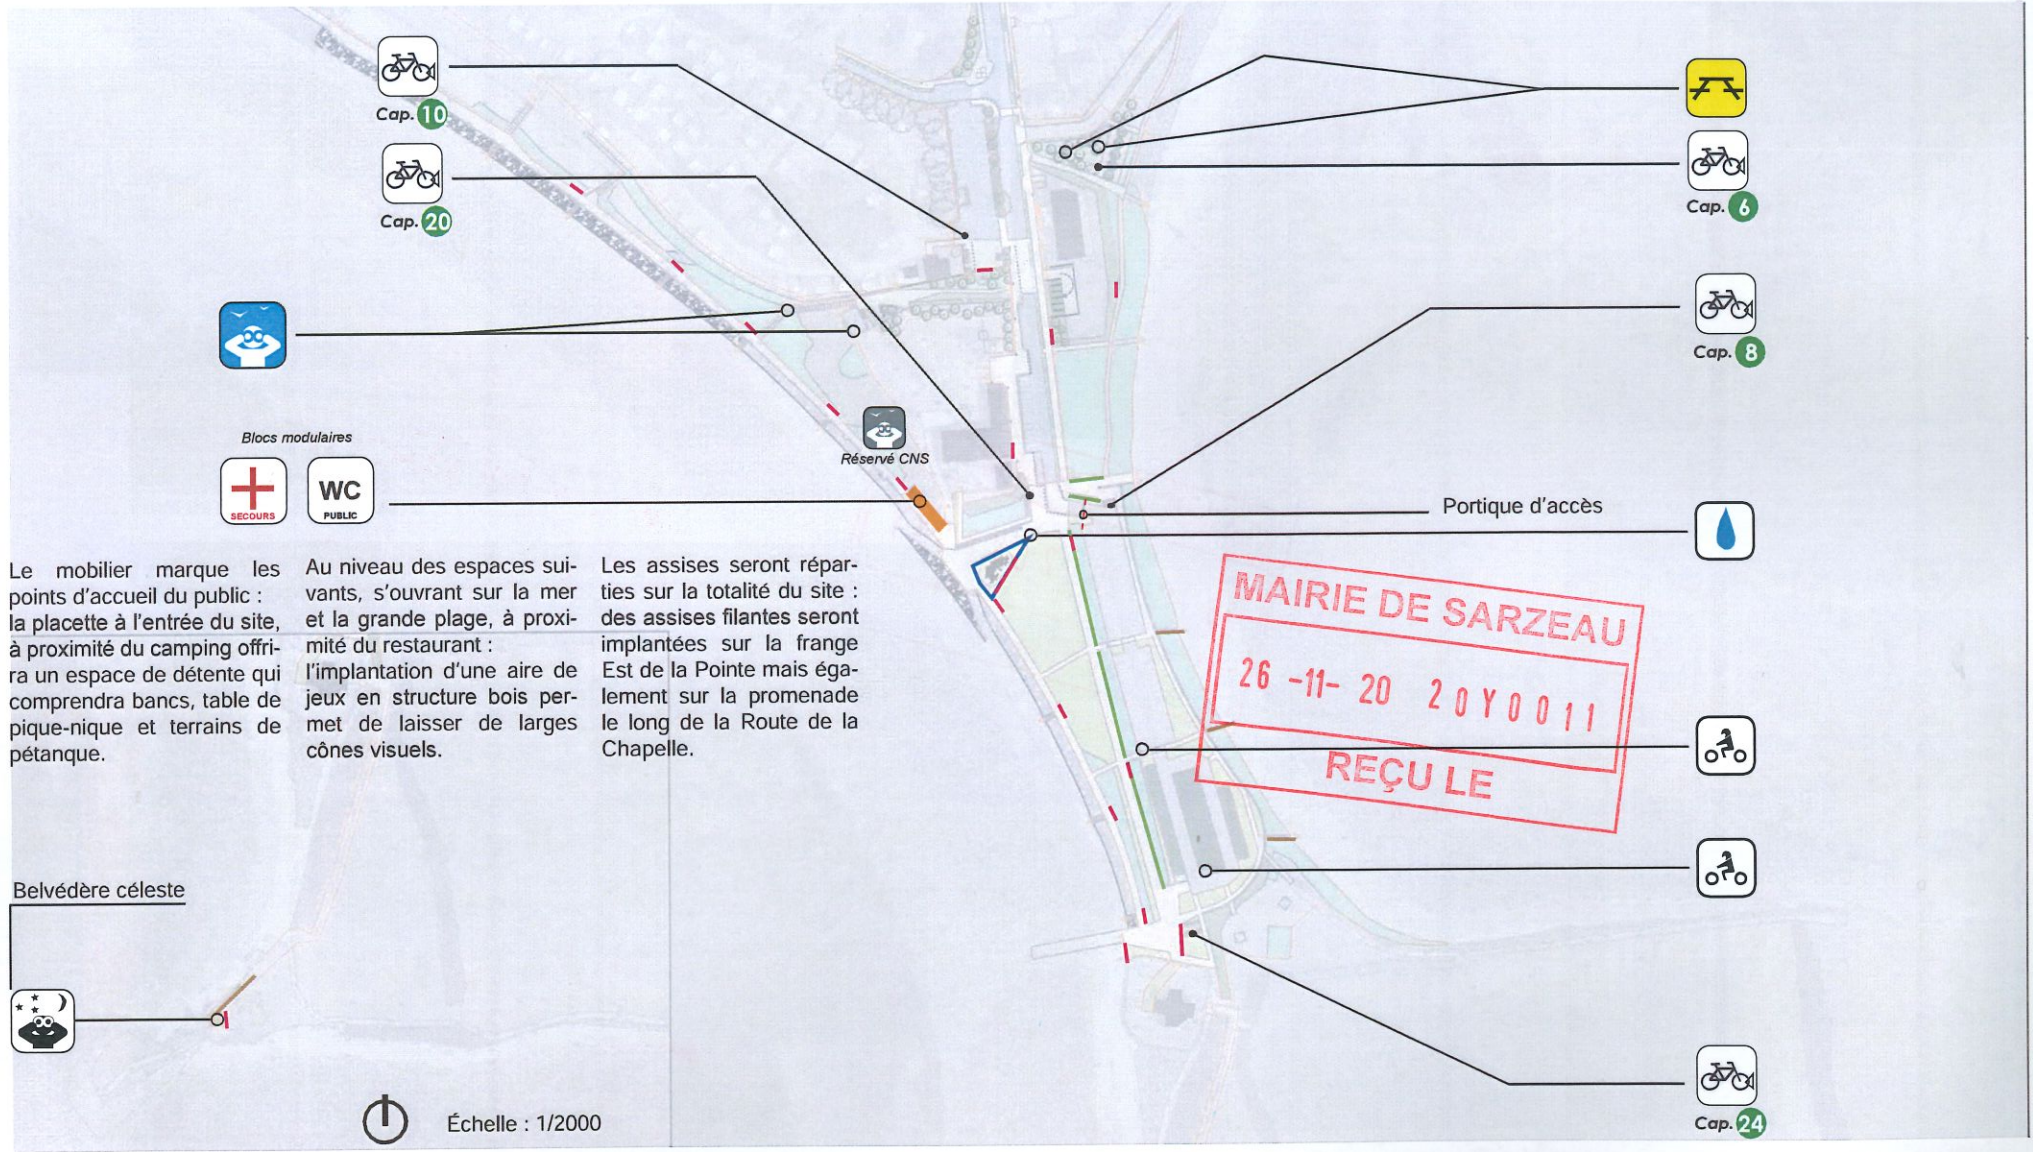 Cap. 10
Cap. 20
Cap. 6
Cap. 8
Blocs modulaires
SECOURS
WC
PUBLIC
Réservé CNS
Portique d'accès
Le mobilier marque les
points d'accueil du public :
la placette à l'entrée du site,
à proximité du camping offri-
ra un espace de détente qui
comprendra bancs, table de
pique-nique et terrains de
pétanque.
Au niveau des espaces sui-
vants, s'ouvrant sur la mer
et la grande plage, à proxi-
mité du restaurant :
l'implantation d'une aire de
jeux en structure bois per-
met de laisser de larges
cônes visuels.
Les assises seront répar-
ties sur la totalité du site :
des assises filantes seront
implantées sur la frange
Est de la Pointe mais éga-
lement sur la promenade
le long de la Route de la
Chapelle.
MAIRIE DE SARZEAU
26 -11- 20 20Y0011
REÇU LE
Belvédère céleste
Échelle : 1/2000
Cap. 24